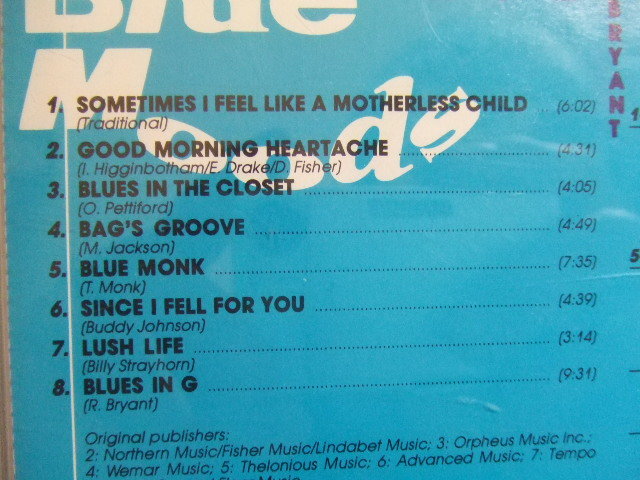 Blue
Moods
BRYANT
1. SOMETIMES I FEEL LIKE A MOTHERLESS CHILD .. (6:02)
(Traditional)
2. GOOD MORNING HEARTACHE (4:31)
(I. Higginbotham/E. Drake/D. Fisher)
3. BLUES IN THE CLOSET (4:05)
(O. Pettiford)
4. BAG'S GROOVE (4:49)
(M. Jackson)
5. BLUE MONK (7:35)
(T. Monk)
6. SINCE I FELL FOR YOU (4:39)
(Buddy Johnson)
7. LUSH LIFE (3:14)
(Billy Strayhorn)
8. BLUES IN G (9:31)
(R. Bryant)
Original publishers:
2: Northern Music/Fisher Music/Lindabet Music; 3: Orpheus Music Inc.;
4: Wemar Music; 5: Thelonious Music; 6: Advanced Music; 7: Tempo
Music